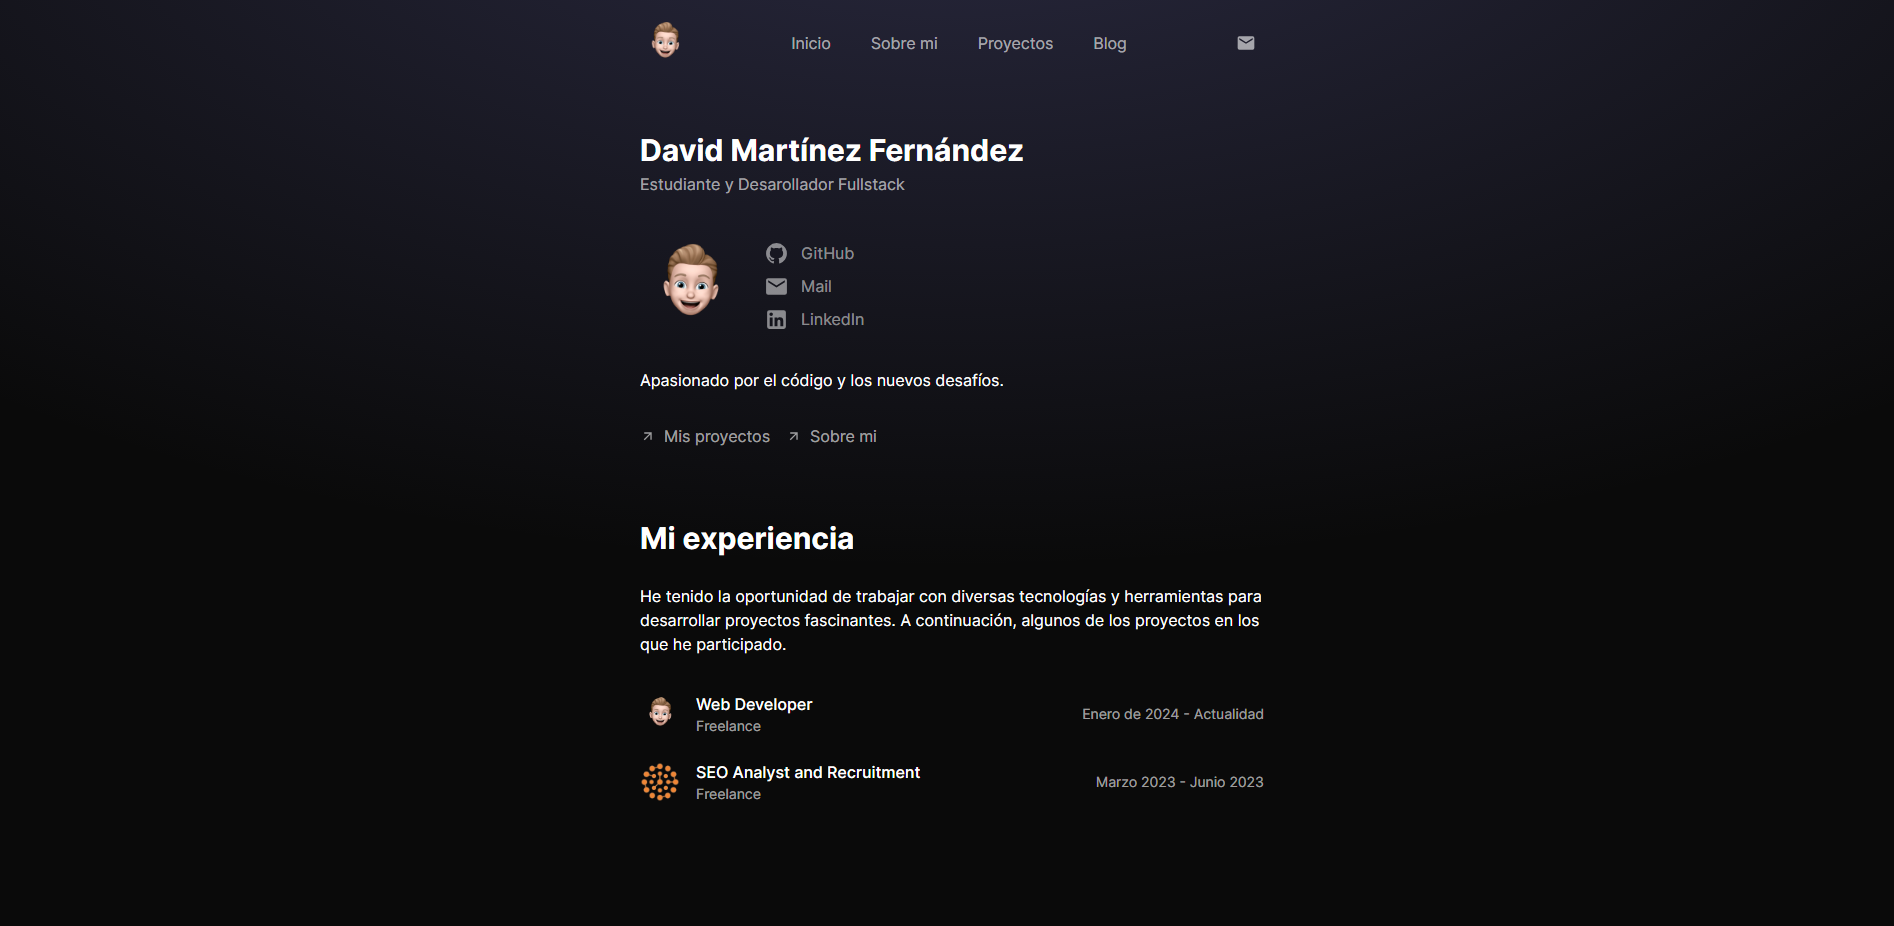 Inicio Sobre mi Proyectos Blog
David Martínez Fernández
Estudiante y Desarollador Fullstack
GitHub
Mail
LinkedIn
Apasionado por el código y los nuevos desafíos.
Mis proyectos Sobre mi
Mi experiencia
He tenido la oportunidad de trabajar con diversas tecnologías y herramientas para
desarrollar proyectos fascinantes. A continuación, algunos de los proyectos en los
que he participado.
Web Developer
Freelance
Enero de 2024 - Actualidad
SEO Analyst and Recruitment
Freelance
Marzo 2023 - Junio 2023